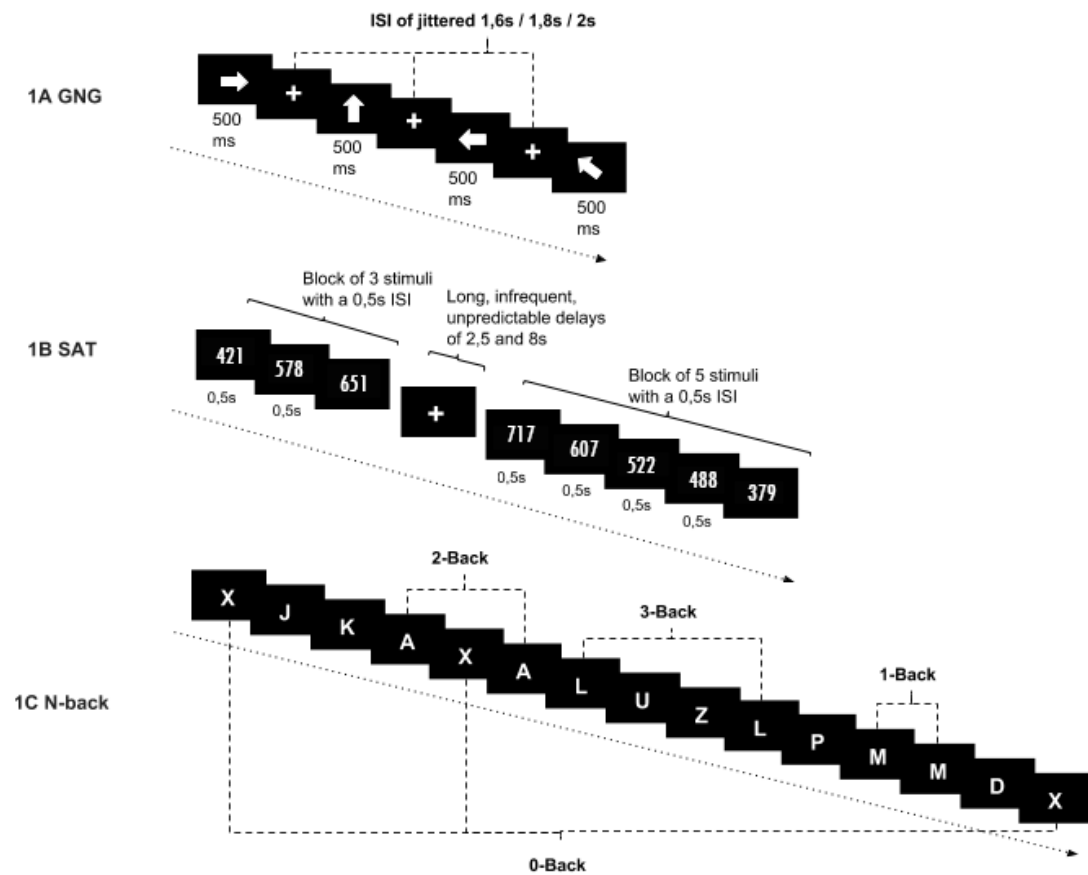 ISI of jittered 1,6s / 1,8s / 2s
1A GNG
+
+
+
500
ms
500
ms
500
ms
500
ms
Block of 3 stimuli
with a 0,5s ISI
Long, infrequent,
unpredictable delays
of 2,5 and 8s
Block of 5 stimuli
with a 0,5s ISI
1B SAT
421
578
651
+
717
607
522
488
379
0,5s
0,5s
0,5s
0,5s
0,5s
0,5s
2-Back
3-Back
1-Back
1C N-back
X
J
K
A
X
A
L
U
Z
L
P
M
M
D
X
0-Back